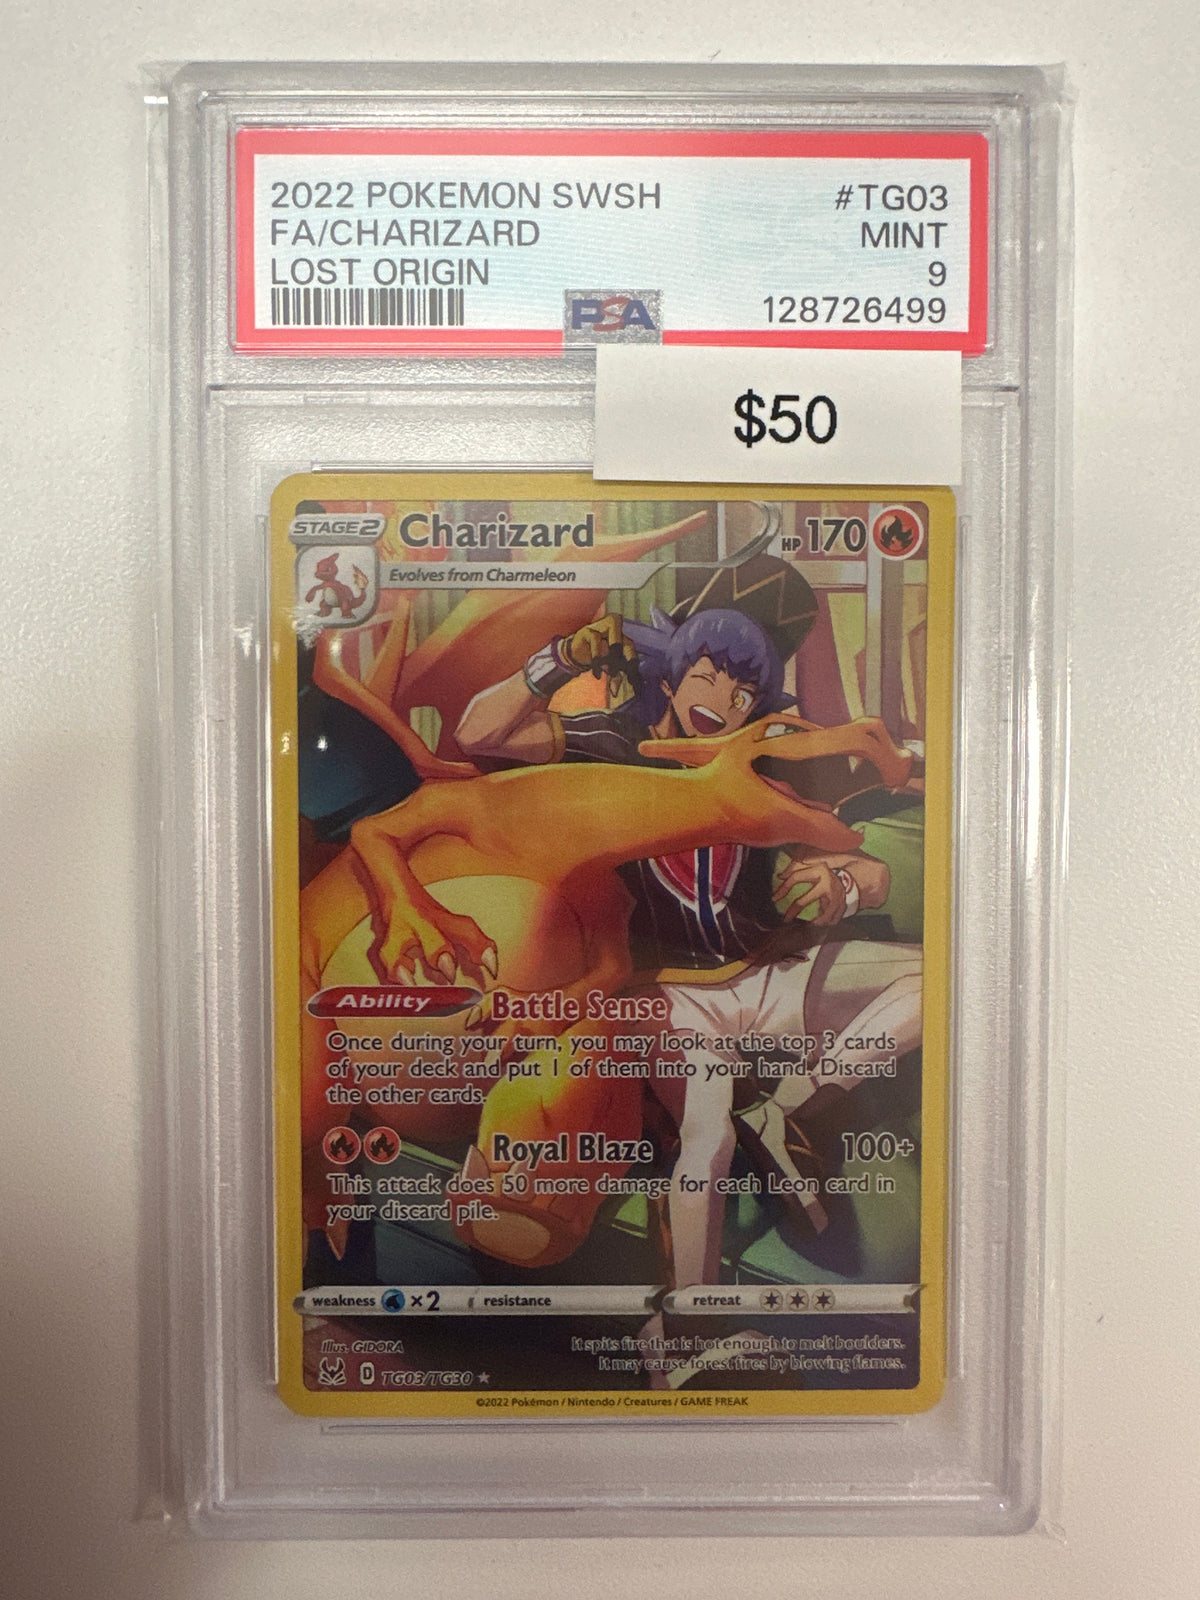 2022 POKEMON SWSH #TG03
FA/CHARIZARD MINT
LOST ORIGIN 9
PSA 128726499
$50
STAGE 2 Charizard HP 170
Evolves from Charmeleon
Ability Battle Sense
Once during your turn, you may look at the top 3 cards
of your deck and put 1 of them into your hand. Discard
the other cards.
Royal Blaze 100+
This attack does 50 more damage for each Leon card in
your discard pile.
weakness ×2 resistance retreat
Illus. GIDORA
It spits fire that is hot enough to melt boulders.
It may cause forest fires by blowing flames.
D TG03/TG30 ★
©2022 Pokémon / Nintendo / Creatures / GAME FREAK